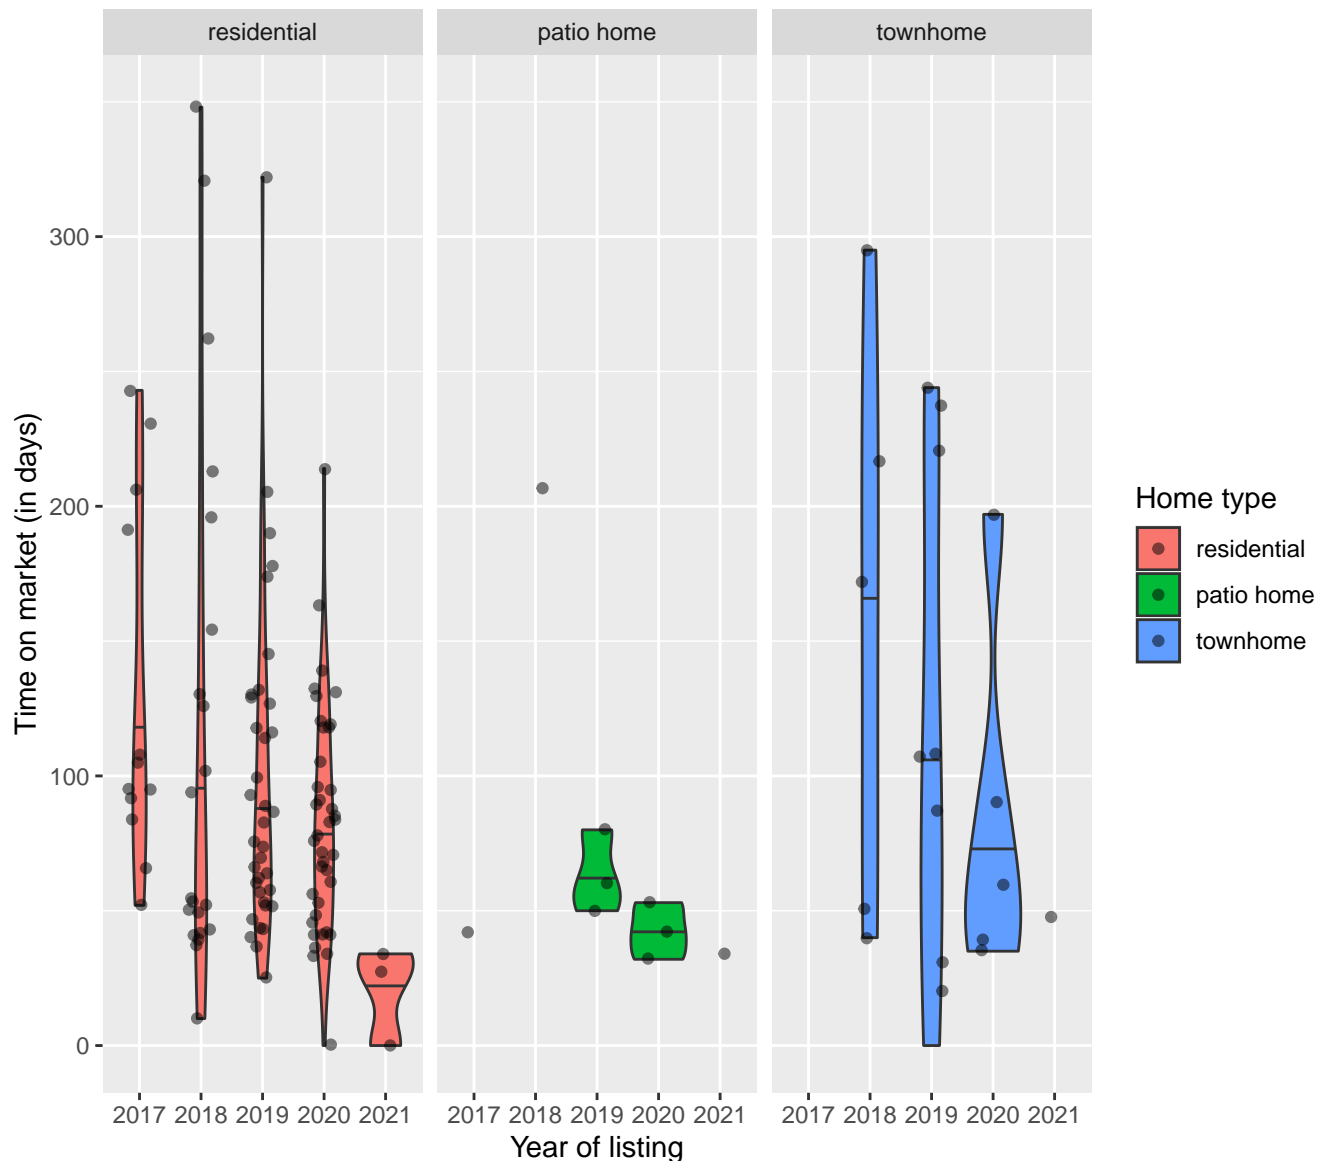 residential patio home townhome
Time on market (in days)
300
200
100
0
2017 2018 2019 2020 2021 2017 2018 2019 2020 2021 2017 2018 2019 2020 2021
Year of listing
Home type
residential
patio home
townhome